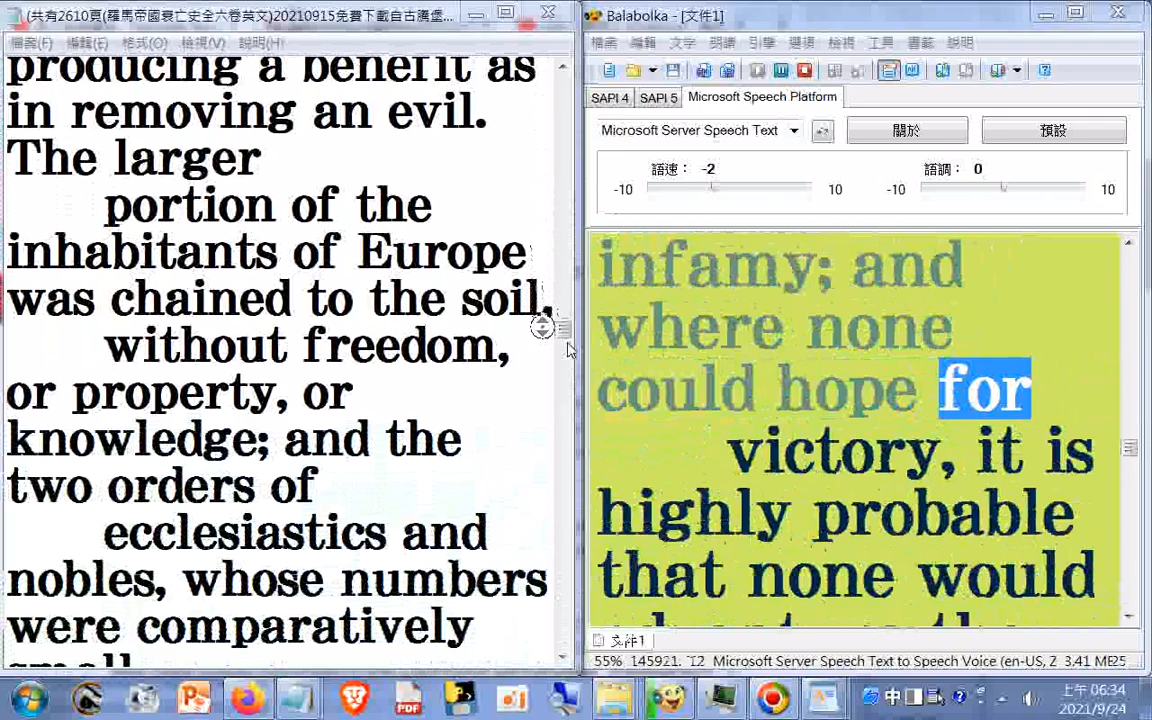 (共有2610頁(羅馬帝國衰亡史全六卷英文)20210915免費下載自古騰堡...
檔案(F) 編輯(E) 格式(O) 檢視(V) 說明(H)
producing a benefit as
in removing an evil.
The larger
portion of the
inhabitants of Europe
was chained to the soil,
without freedom,
or property, or
knowledge; and the
two orders of
ecclesiastics and
nobles, whose numbers
were comparatively
small
Balabolka - [文件1]
檔案 編輯 文字 朗讀 引擎 選項 檢視 工具 書籤 說明
SAPI 4 SAPI 5 Microsoft Speech Platform
Microsoft Server Speech Text 關於 預設
語速： -2 語調： 0
-10 10 -10 10
infamy; and
where none
could hope for
victory, it is
highly probable
that none would
文件1
55% Microsoft Server Speech Text to Speech Voice (en-US, Z 3.41 ME25
PDF
中
上午 06:34
2021/9/24